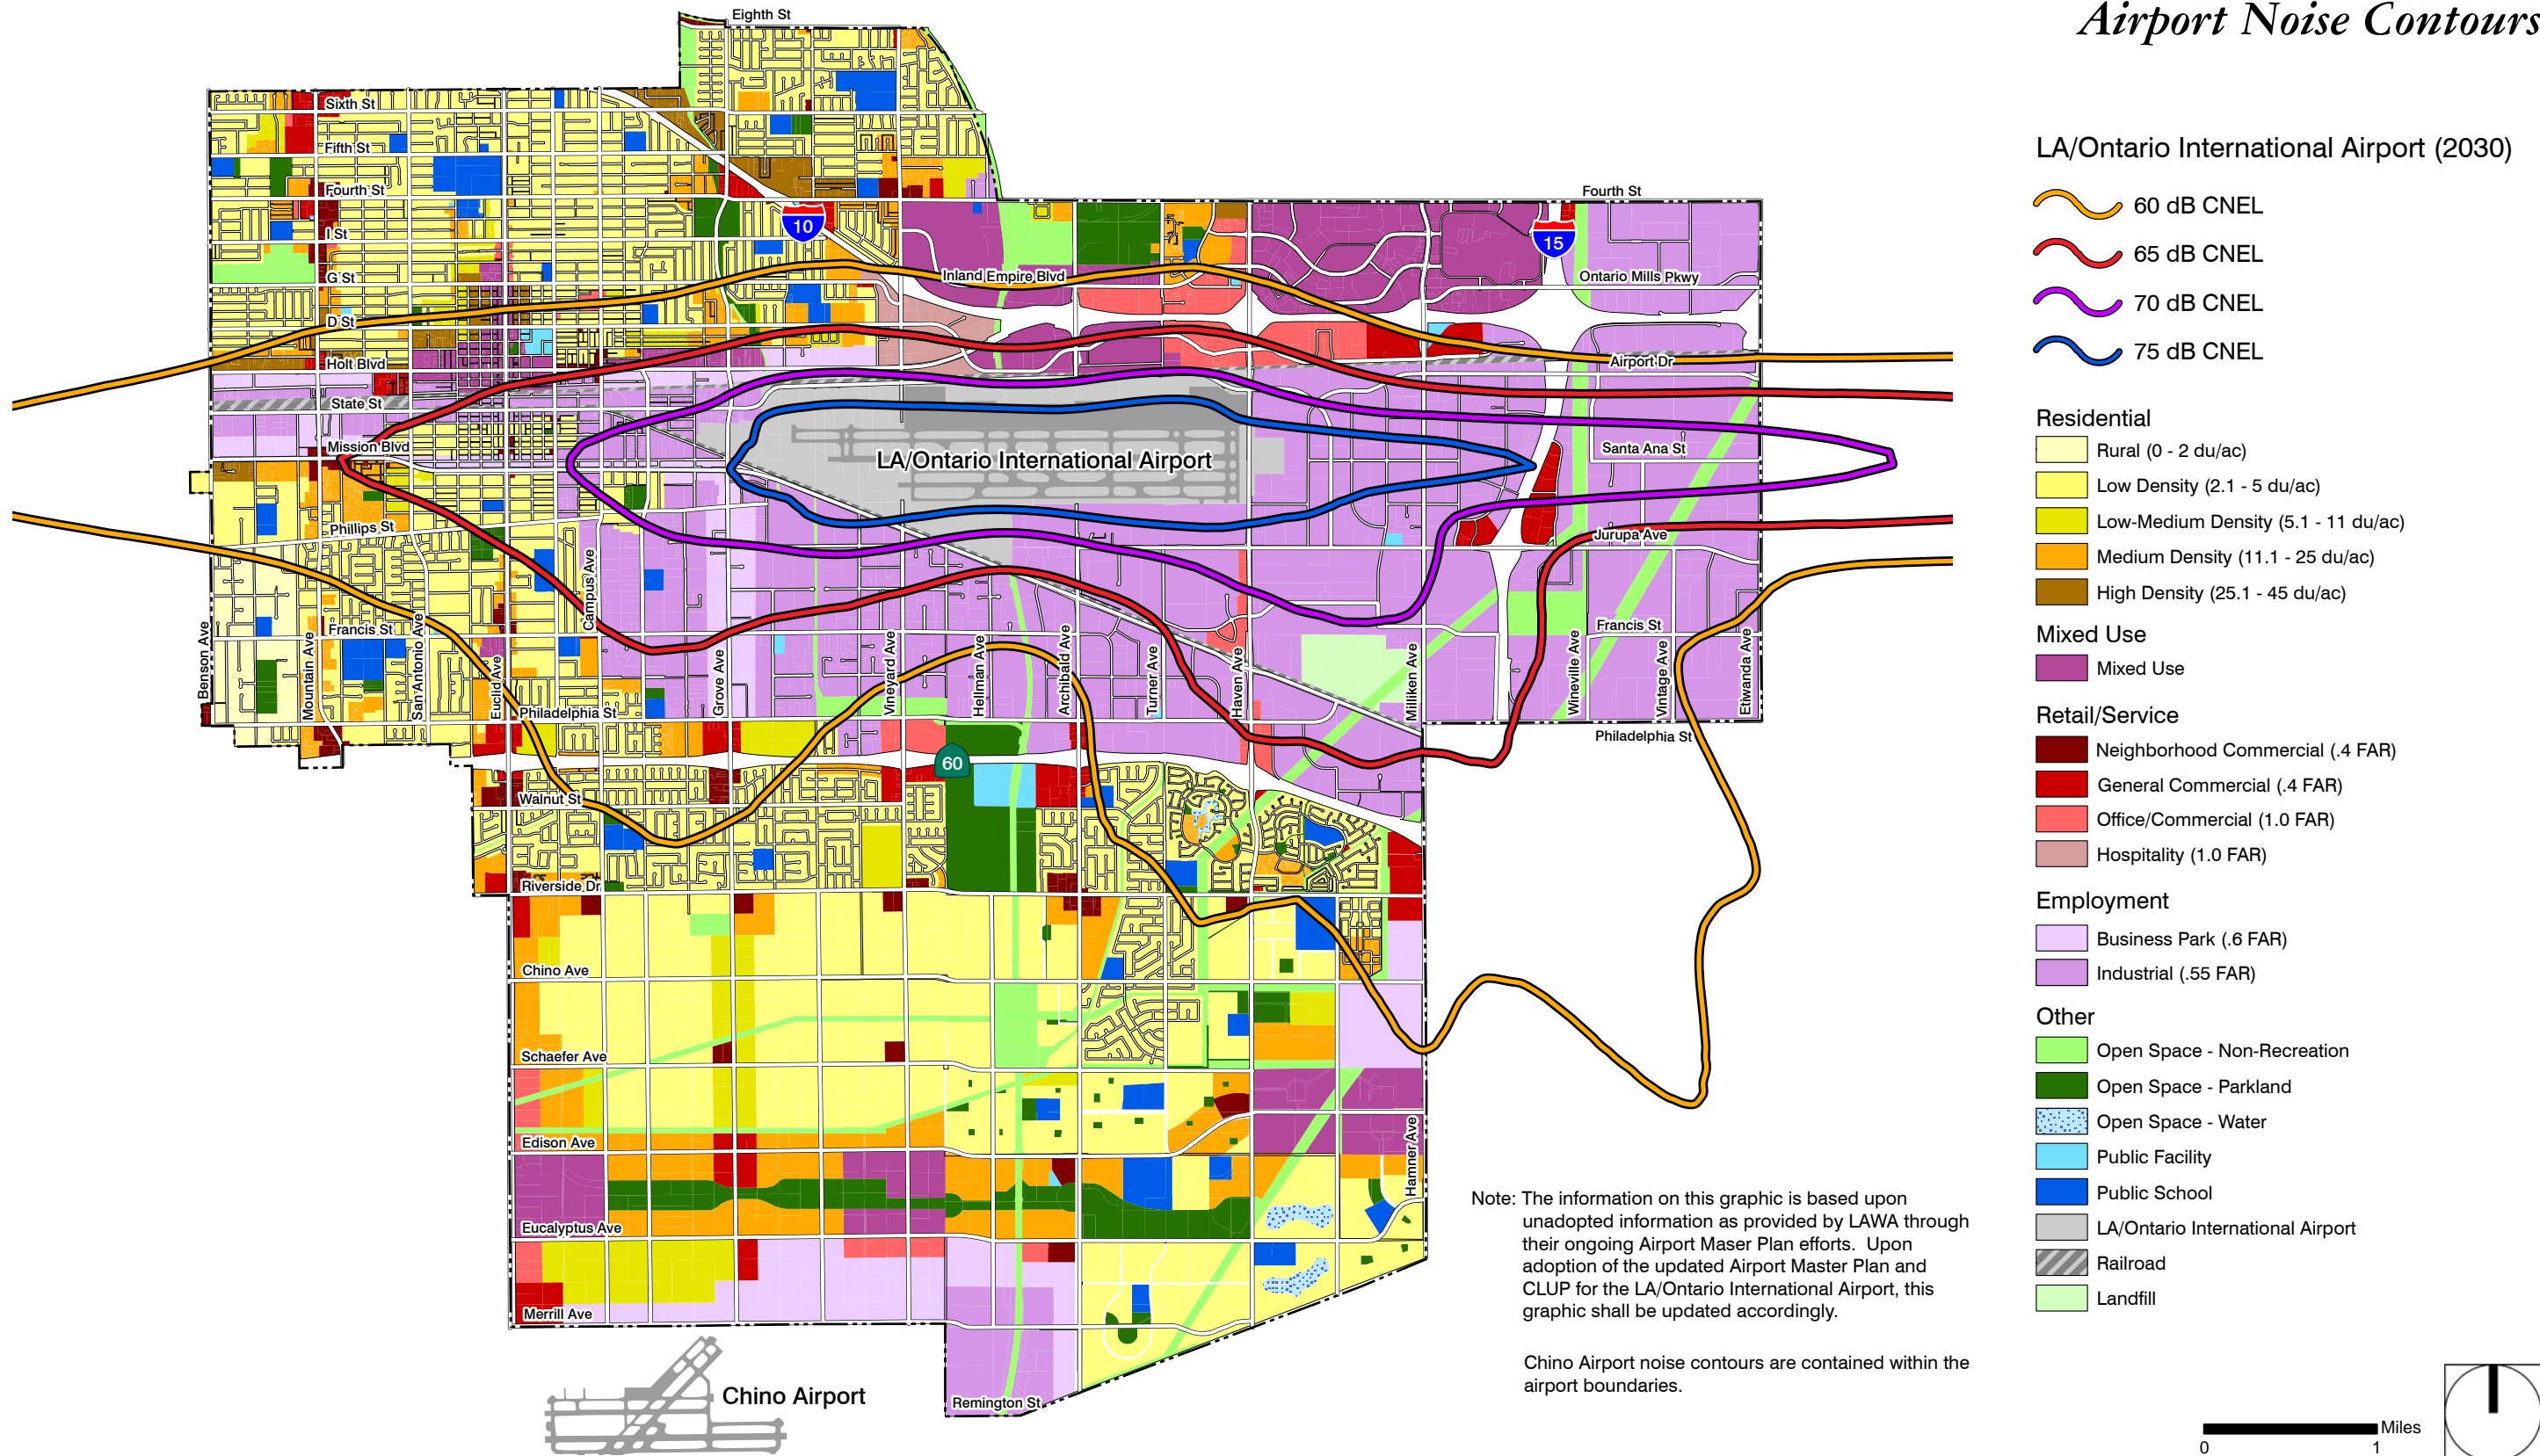 Airport Noise Contours
Eighth St
Sixth St
Fifth St
Fourth St
Fourth St
I St
10
15
G St
Inland Empire Blvd
Ontario Mills Pkwy
D St
Holt Blvd
Airport Dr
State St
Mission Blvd
Santa Ana St
LA/Ontario International Airport
Phillips St
Jurupa Ave
Francis St
Francis St
Benson Ave
Mountain Ave
San Antonio Ave
Euclid Ave
Campus Ave
Grove Ave
Vineyard Ave
Hellman Ave
Archibald Ave
Turner Ave
Haven Ave
Milliken Ave
Wineville Ave
Vintage Ave
Etiwanda Ave
Philadelphia St
Philadelphia St
60
Walnut St
Riverside Dr
Chino Ave
Schaefer Ave
Edison Ave
Hamner Ave
Eucalyptus Ave
Merrill Ave
Remington St
Chino Airport
LA/Ontario International Airport (2030)
60 dB CNEL
65 dB CNEL
70 dB CNEL
75 dB CNEL
Residential
Rural (0 - 2 du/ac)
Low Density (2.1 - 5 du/ac)
Low-Medium Density (5.1 - 11 du/ac)
Medium Density (11.1 - 25 du/ac)
High Density (25.1 - 45 du/ac)
Mixed Use
Mixed Use
Retail/Service
Neighborhood Commercial (.4 FAR)
General Commercial (.4 FAR)
Office/Commercial (1.0 FAR)
Hospitality (1.0 FAR)
Employment
Business Park (.6 FAR)
Industrial (.55 FAR)
Other
Open Space - Non-Recreation
Open Space - Parkland
Open Space - Water
Public Facility
Public School
LA/Ontario International Airport
Railroad
Landfill
Note: The information on this graphic is based upon
unadopted information as provided by LAWA through
their ongoing Airport Maser Plan efforts. Upon
adoption of the updated Airport Master Plan and
CLUP for the LA/Ontario International Airport, this
graphic shall be updated accordingly.
Chino Airport noise contours are contained within the
airport boundaries.
Miles
0 1